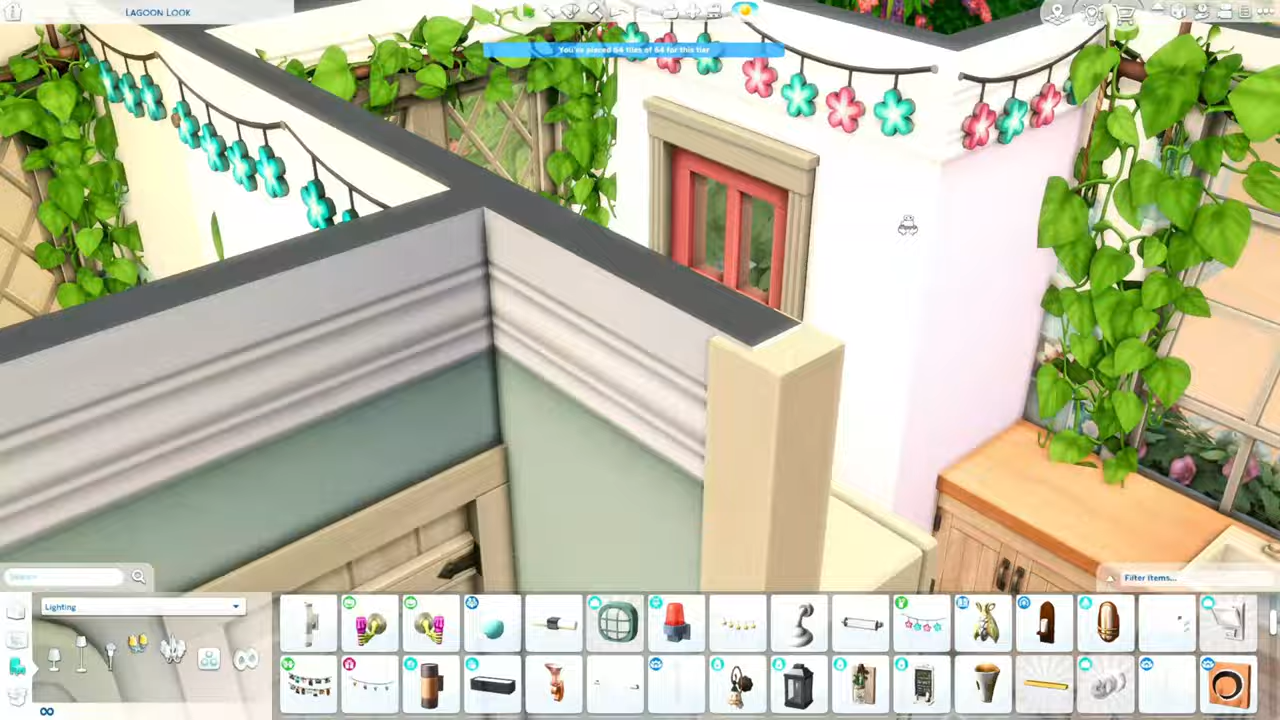 LAGOON LOOK
You've placed 64 tiles of 64 for this tier
Search...
Filter Items...
Lighting